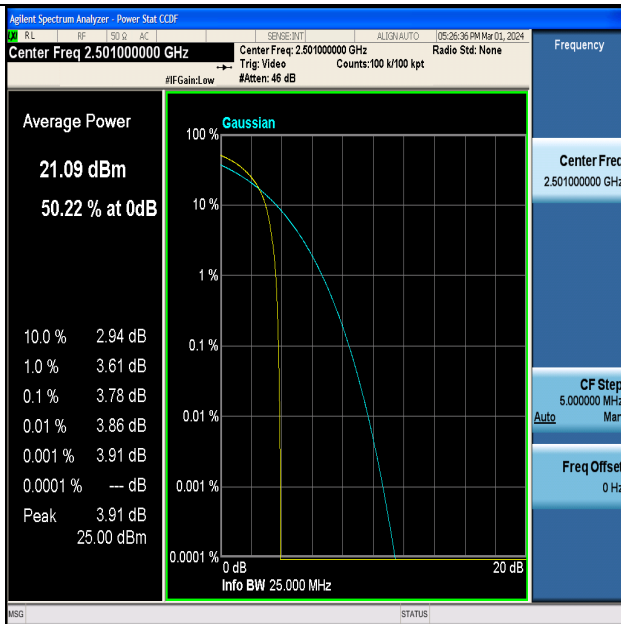 Agilent Spectrum Analyzer - Power Stat CCDF
LXI RL RF 50 Ω AC SENSE:INT ALIGNAUTO 05:26:36 PM Mar 01, 2024
Center Freq 2.501000000 GHz
Center Freq: 2.501000000 GHz Radio Std: None
Trig: Video Counts:100 k/100 kpt
#IFGain:Low #Atten: 46 dB
Frequency
Average Power
21.09 dBm
50.22 % at 0dB
10.0 % 2.94 dB
1.0 % 3.61 dB
0.1 % 3.78 dB
0.01 % 3.86 dB
0.001 % 3.91 dB
0.0001 % --- dB
Peak 3.91 dB
25.00 dBm
Gaussian
100 %
10 %
1 %
0.1 %
0.01 %
0.001 %
0.0001 %
0 dB 20 dB
Info BW 25.000 MHz
Center Freq
2.501000000 GHz
CF Step
5.000000 MHz
Auto Man
Freq Offset
0 Hz
MSG STATUS